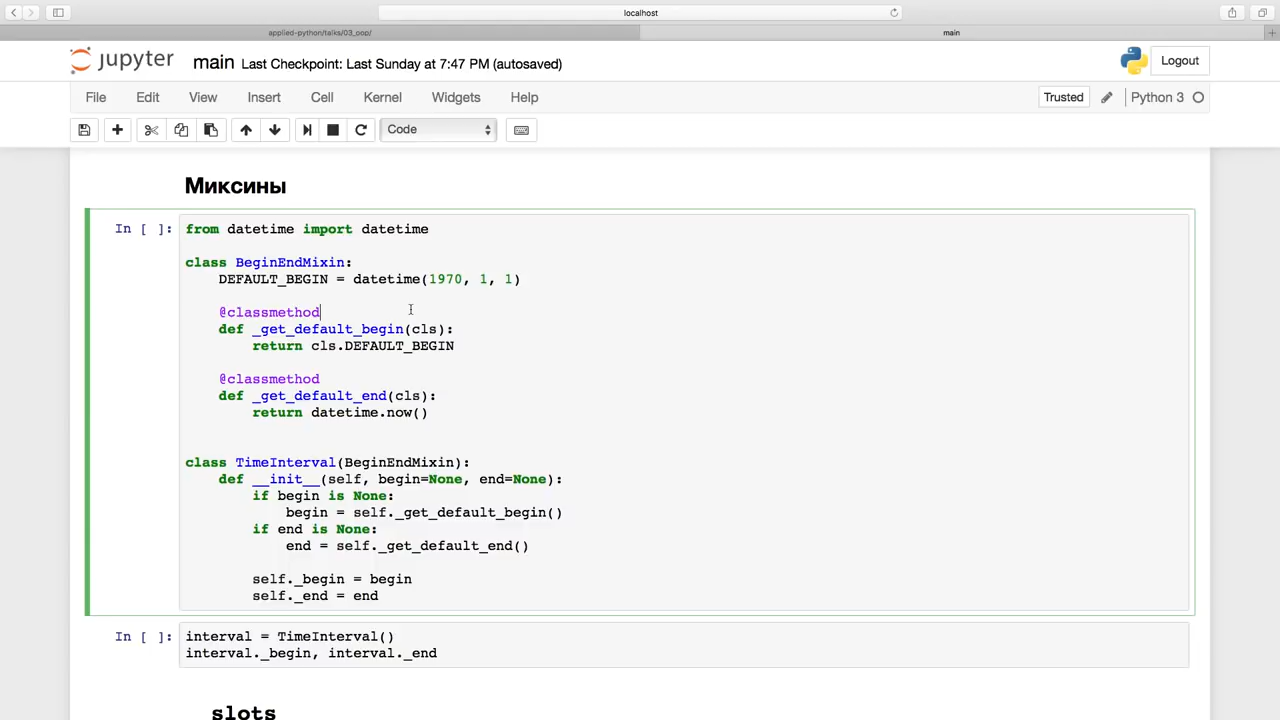 localhost
applied-python/talks/03_oop/
main
jupyter main Last Checkpoint: Last Sunday at 7:47 PM (autosaved)
Logout
File Edit View Insert Cell Kernel Widgets Help
Trusted
Python 3
Code
Миксины
In [ ]:
from datetime import datetime
class BeginEndMixin:
DEFAULT_BEGIN = datetime(1970, 1, 1)
@classmethod
def _get_default_begin(cls):
return cls.DEFAULT_BEGIN
@classmethod
def _get_default_end(cls):
return datetime.now()
class TimeInterval(BeginEndMixin):
def __init__(self, begin=None, end=None):
if begin is None:
begin = self._get_default_begin()
if end is None:
end = self._get_default_end()
self._begin = begin
self._end = end
In [ ]:
interval = TimeInterval()
interval._begin, interval._end
slots